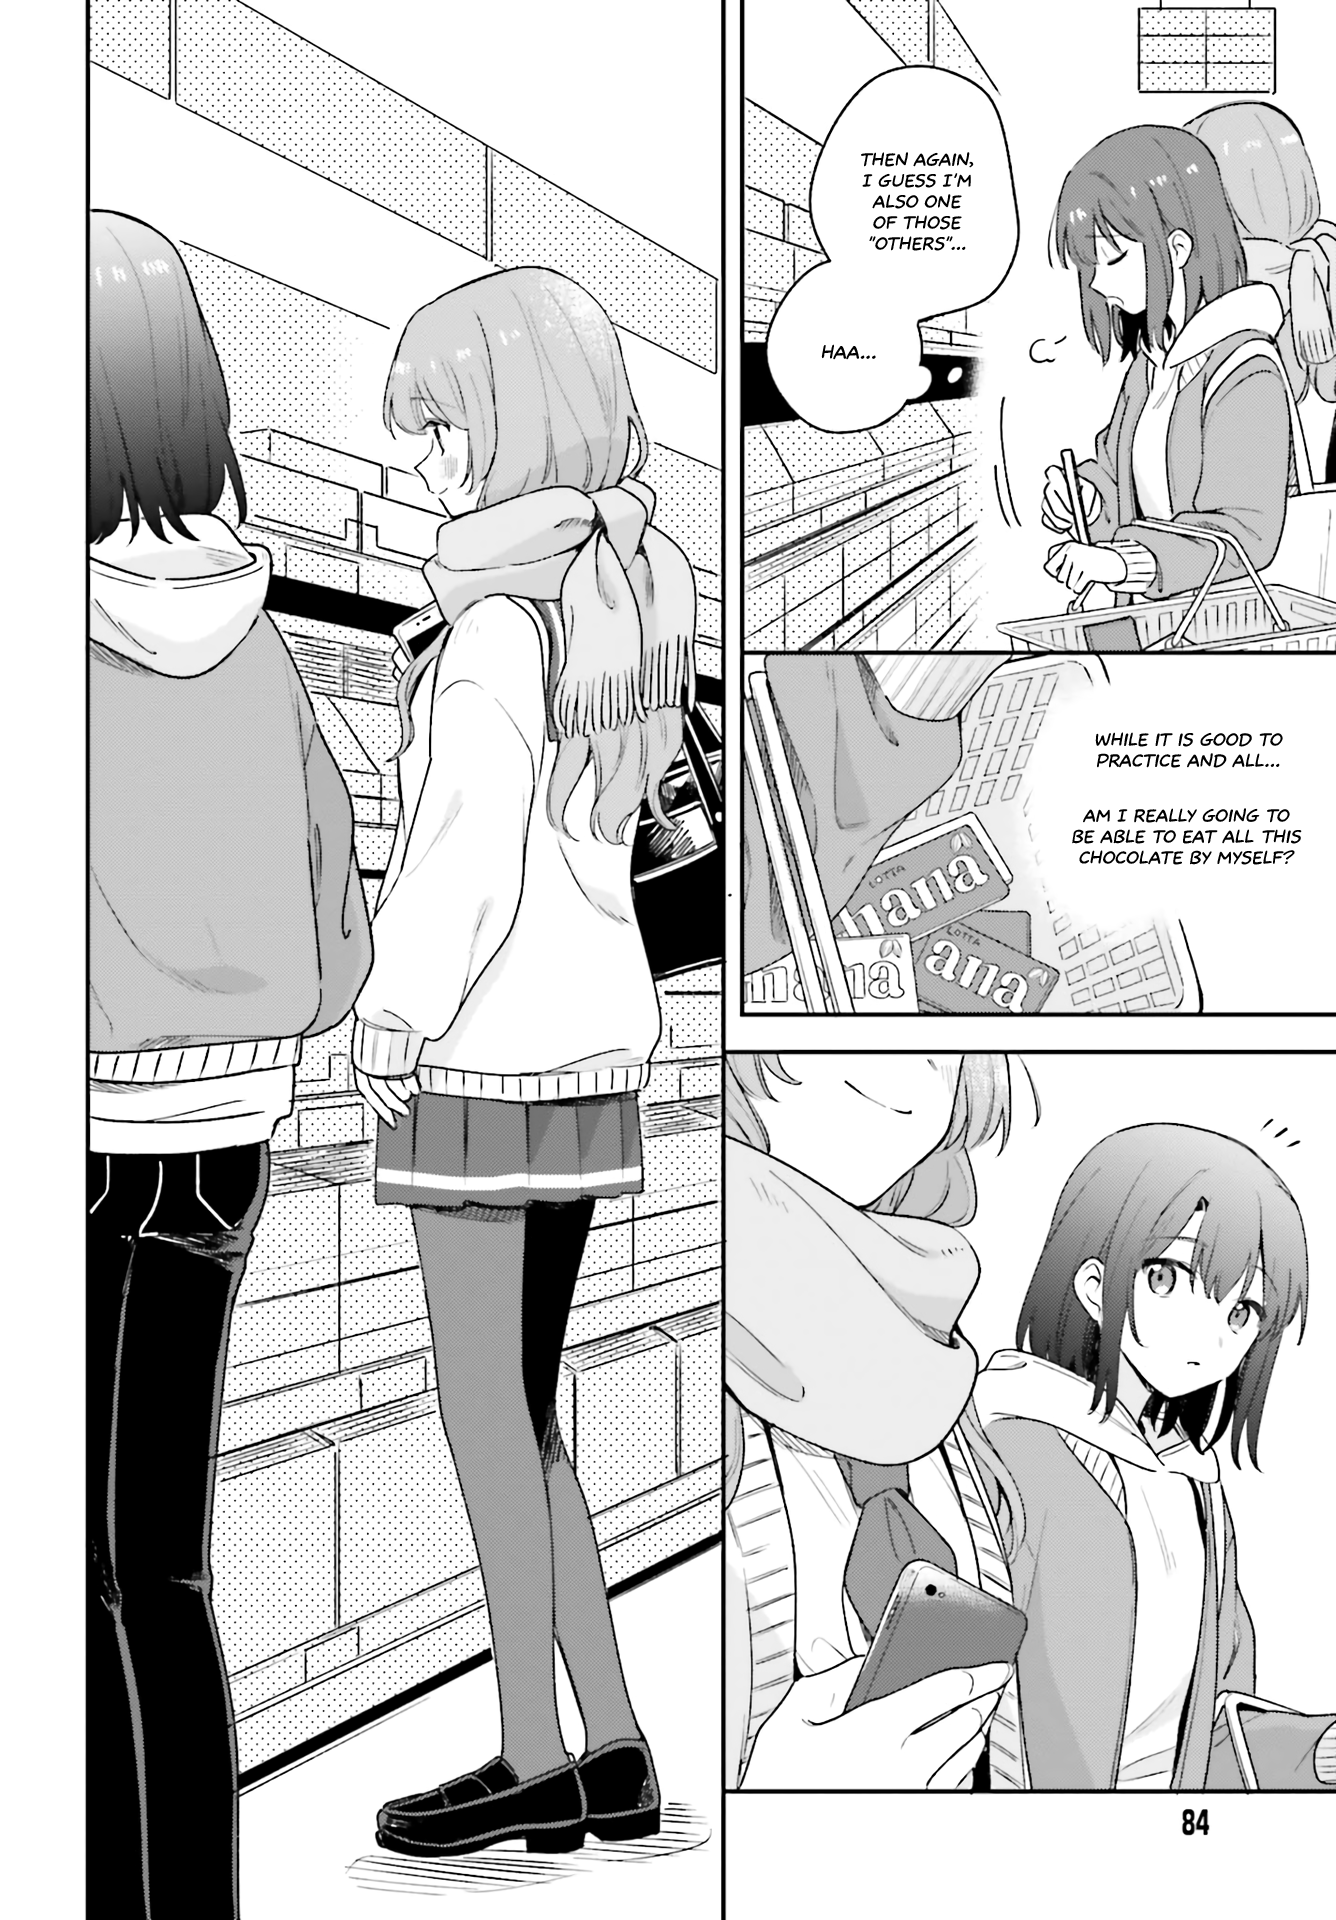 THEN AGAIN,
I GUESS I'M
ALSO ONE
OF THOSE
"OTHERS"...
HAA...
WHILE IT IS GOOD TO
PRACTICE AND ALL...
AM I REALLY GOING TO
BE ABLE TO EAT ALL THIS
CHOCOLATE BY MYSELF?
LOTTA
hana
LOTTA
ana
hana
84